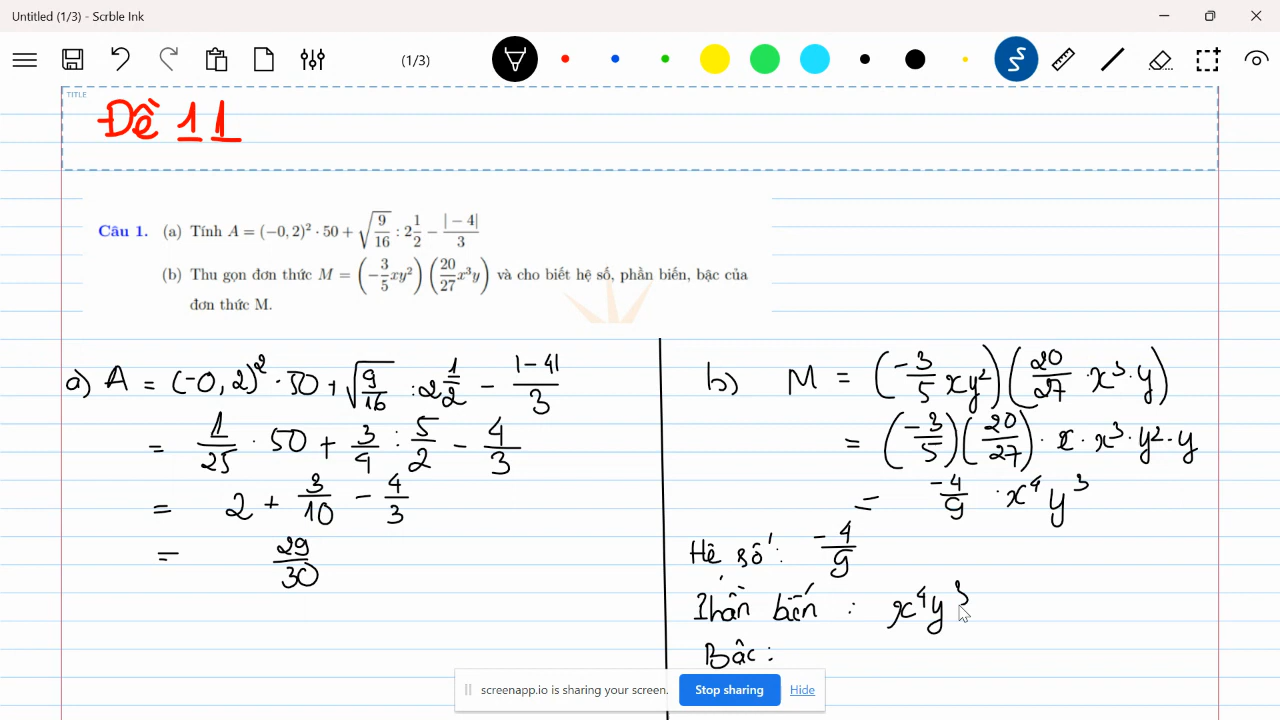 Untitled (1/3) - Scrble Ink
(1/3)
TITLE
Đề 11
Câu 1. (a) Tính A = (−0, 2)² · 50 + √(9/16) : 2 1/2 − |−4|/3
(b) Thu gọn đơn thức M = (−3/5 xy²)(20/27 x³y) và cho biết hệ số, phần biến, bậc của
đơn thức M.
a) A = (-0, 2)² · 50 + √(9/16) : 2 1/2 − |−4|/3
= 1/25 · 50 + 3/4 : 5/2 − 4/3
= 2 + 3/10 − 4/3
= 29/30
b) M = (−3/5 xy²)(20/27 · x³ · y)
= (−3/5)(20/27) · x · x³ · y² · y
= −4/9 · x⁴y³
Hệ số: −4/9
Phần biến : x⁴y³
Bậc:
screenapp.io is sharing your screen. Stop sharing Hide